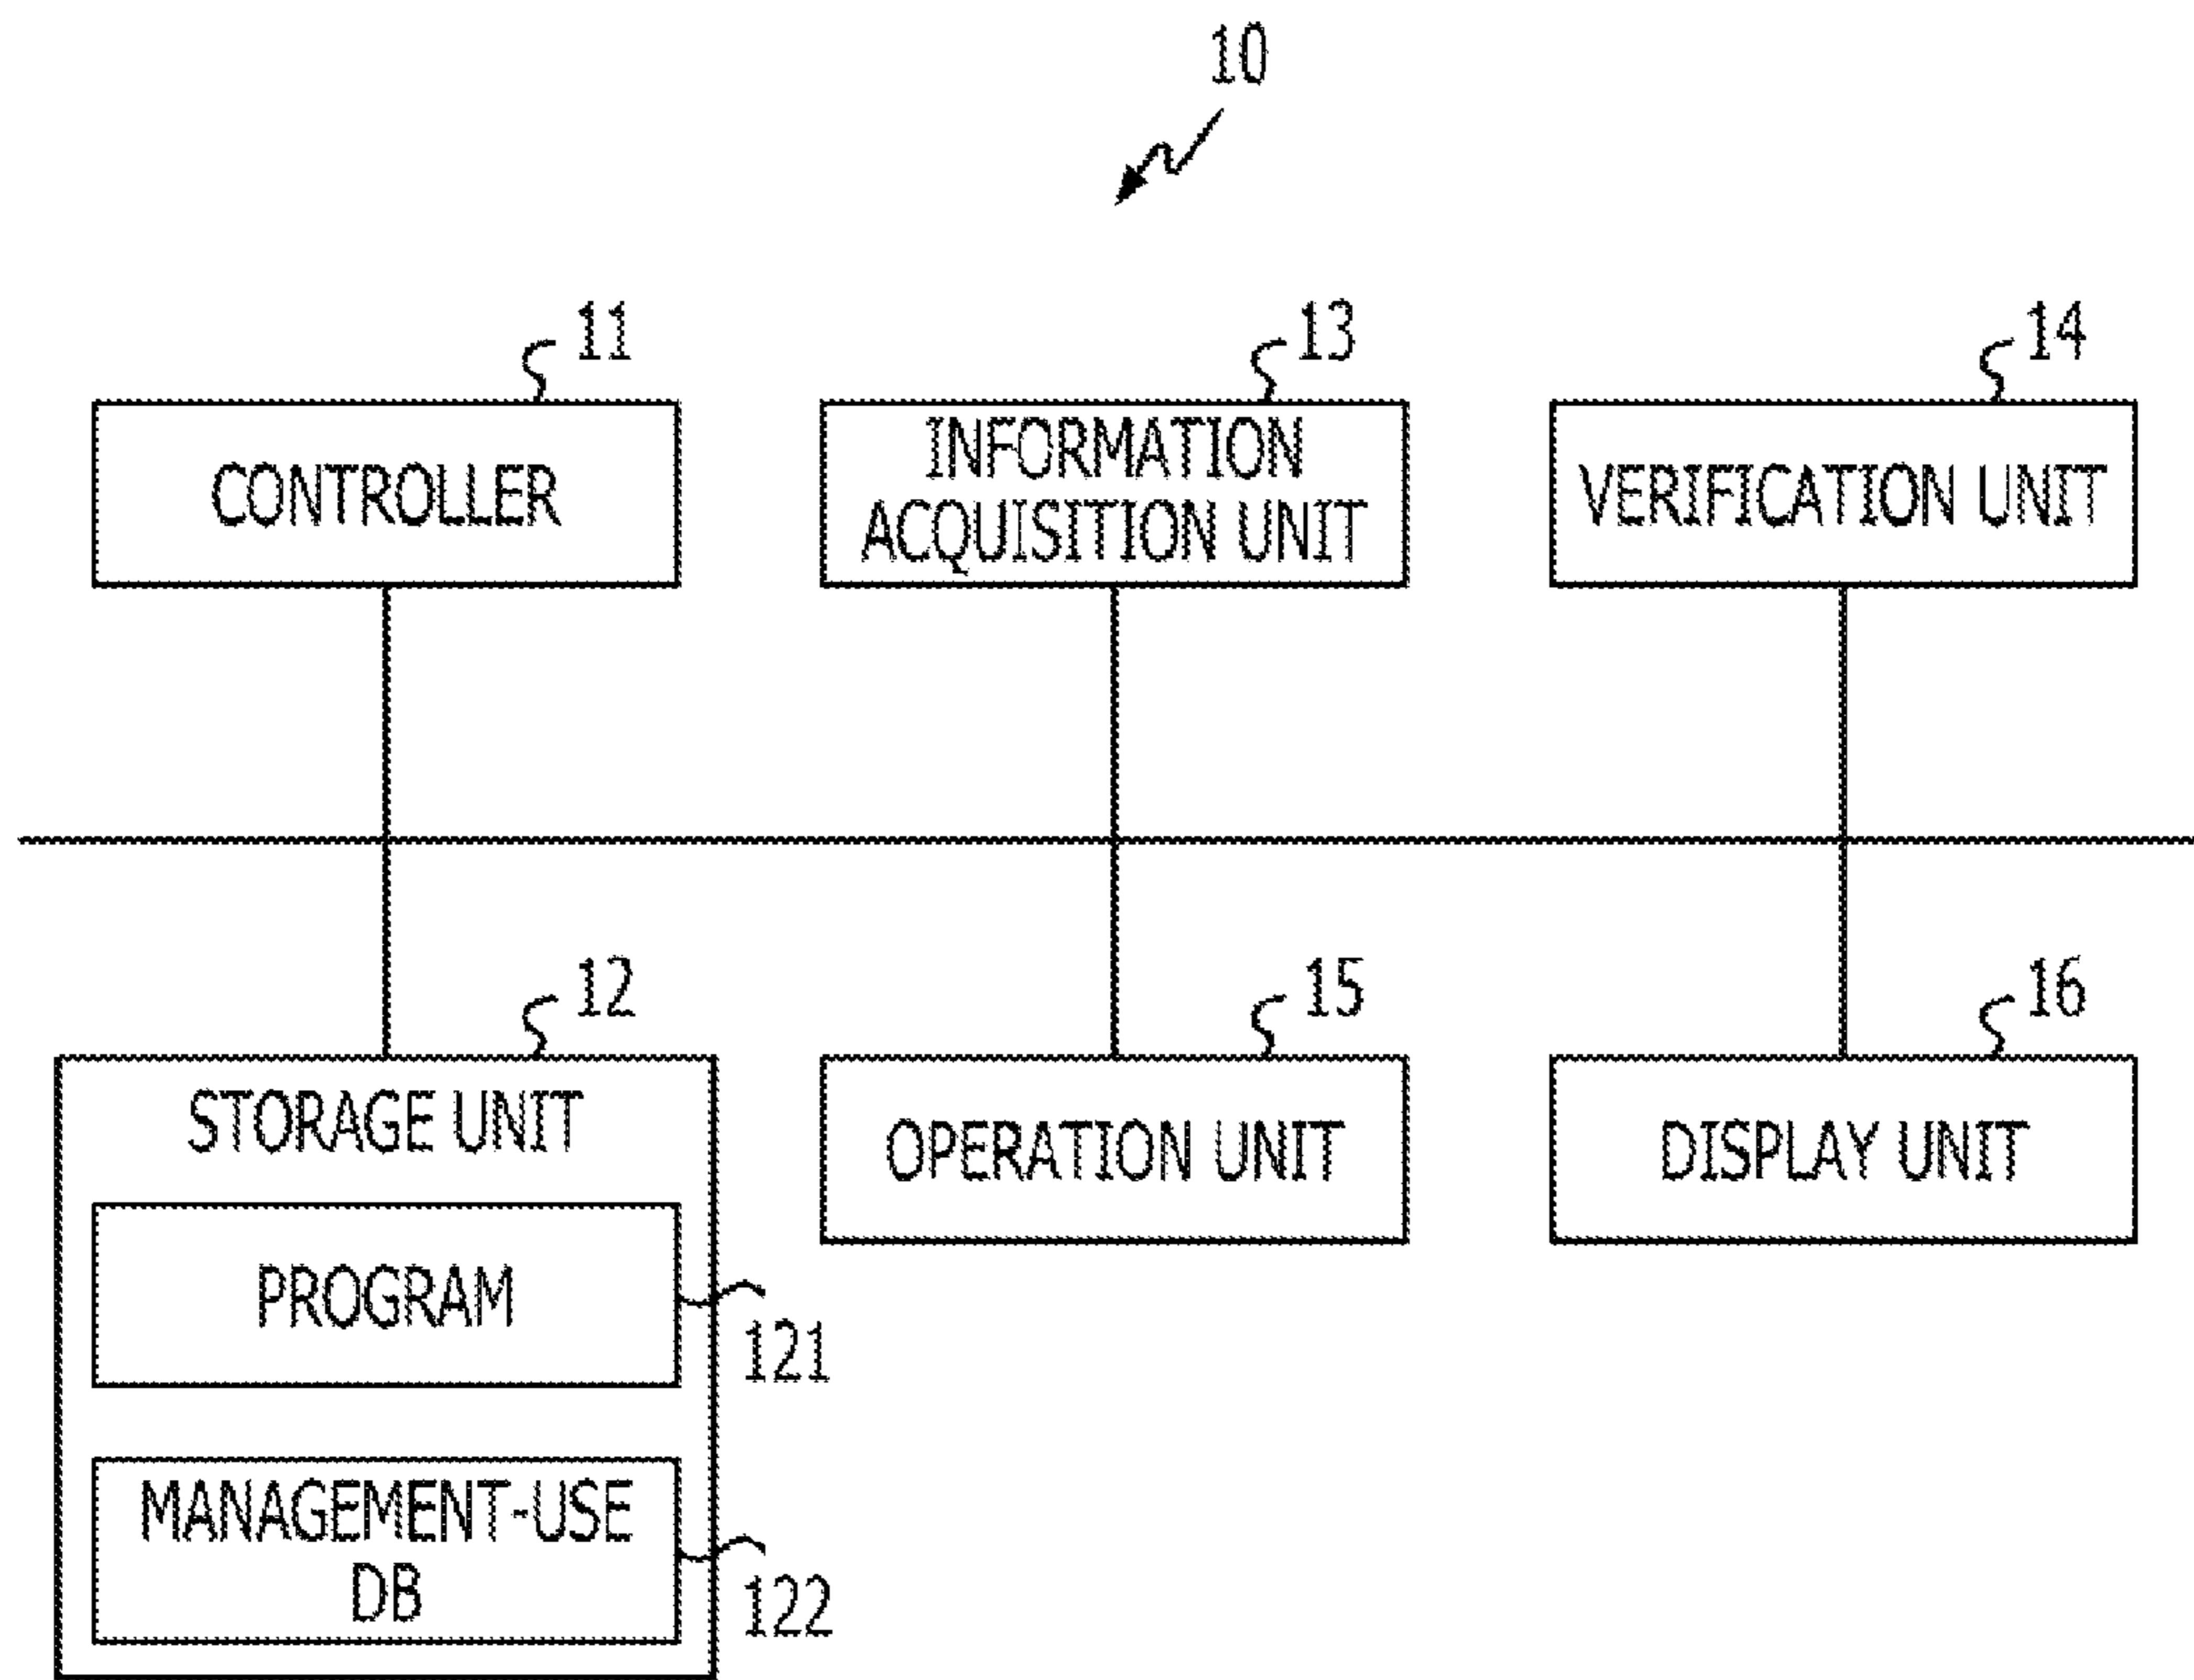 10
11
CONTROLLER
13
INFORMATION
ACQUISITION UNIT
14
VERIFICATION UNIT
12
STORAGE UNIT
PROGRAM
121
MANAGEMENT-USE
DB
122
15
OPERATION UNIT
16
DISPLAY UNIT